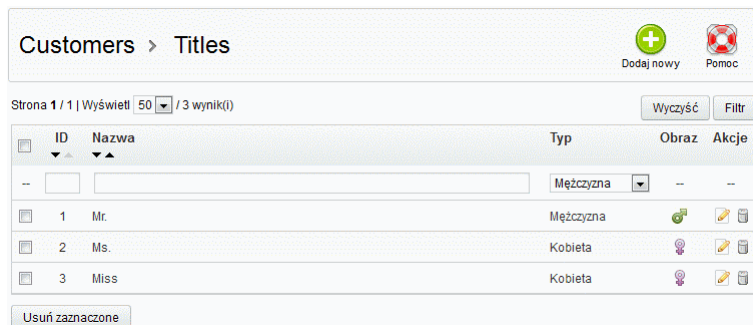 Customers > Titles
Dodaj nowy
Pomoc
Strona 1 / 1 | Wyświetl 50 / 3 wynik(i)
Wyczyść
Filtr
ID Nazwa Typ Obraz Akcje
-- Mężczyzna -- --
1 Mr. Mężczyzna
2 Ms. Kobieta
3 Miss Kobieta
Usuń zaznaczone